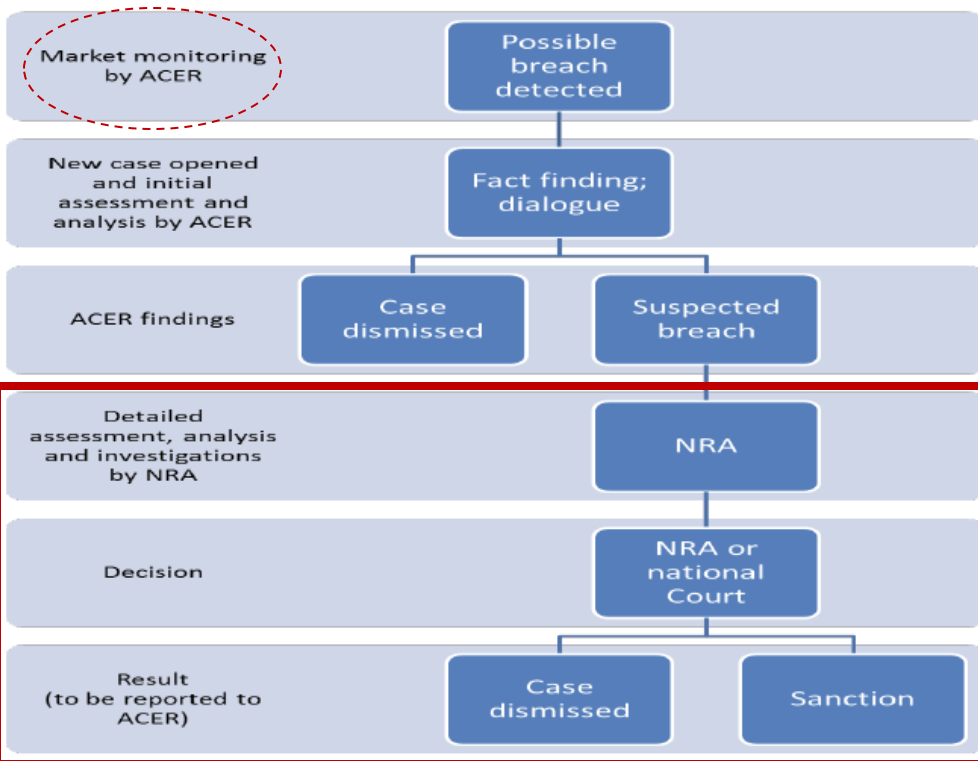 Market monitoring
by ACER
Possible
breach
detected
New case opened
and initial
assessment and
analysis by ACER
Fact finding;
dialogue
ACER findings
Case
dismissed
Suspected
breach
Detailed
assessment, analysis
and investigations
by NRA
NRA
Decision
NRA or
national
Court
Result
(to be reported to
ACER)
Case
dismissed
Sanction